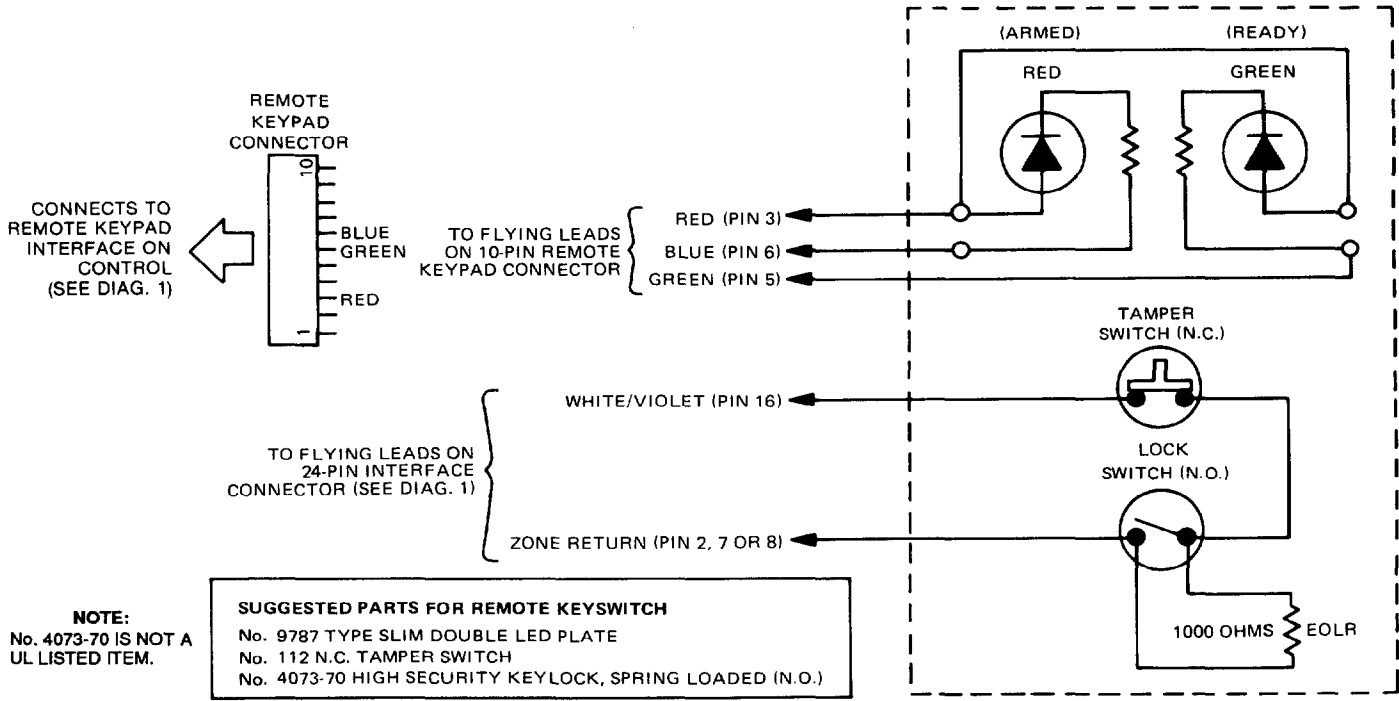 (ARMED)
(READY)
RED
GREEN
REMOTE
KEYPAD
CONNECTOR
10
1
CONNECTS TO
REMOTE KEYPAD
INTERFACE ON
CONTROL
(SEE DIAG. 1)
BLUE
GREEN
RED
TO FLYING LEADS
ON 10-PIN REMOTE
KEYPAD CONNECTOR
RED (PIN 3)
BLUE (PIN 6)
GREEN (PIN 5)
TAMPER
SWITCH (N.C.)
WHITE/VIOLET (PIN 16)
LOCK
SWITCH (N.O.)
TO FLYING LEADS ON
24-PIN INTERFACE
CONNECTOR (SEE DIAG. 1)
ZONE RETURN (PIN 2, 7 OR 8)
1000 OHMS
EOLR
NOTE:
No. 4073-70 IS NOT A
UL LISTED ITEM.
SUGGESTED PARTS FOR REMOTE KEYSWITCH
No. 9787 TYPE SLIM DOUBLE LED PLATE
No. 112 N.C. TAMPER SWITCH
No. 4073-70 HIGH SECURITY KEYLOCK, SPRING LOADED (N.O.)